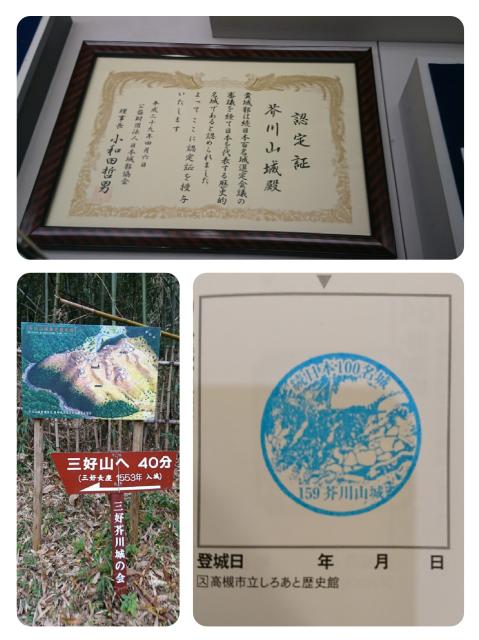 認定証
芥川山城殿
貴城郭は続日本百名城選定会議の
審議を経て日本を代表する歴史的
名城であると認められました
よってここに認定証を授与
いたします
平成二十九年四月六日
公益財団法人日本城郭協会
理事長 小和田哲男
三好山へ 40分
(三好長慶 1553年 入城)
三好芥川城の会
続日本100名城
159 芥川山城
登城日 年 月 日
ス高槻市立しろあと歴史館